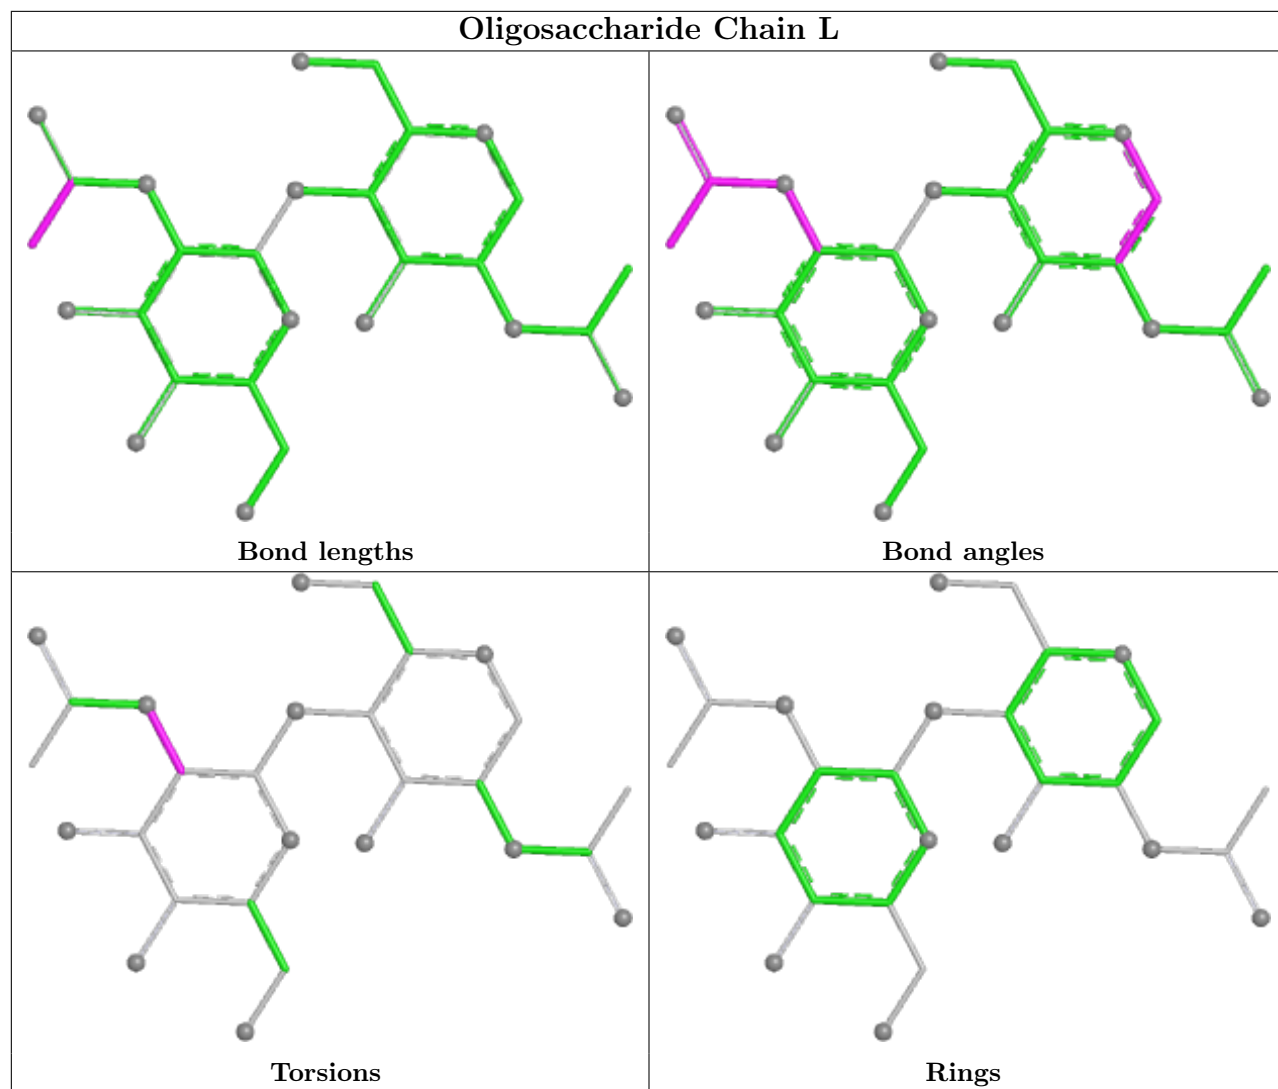 Oligosaccharide Chain L
Bond lengths
Bond angles
Torsions
Rings